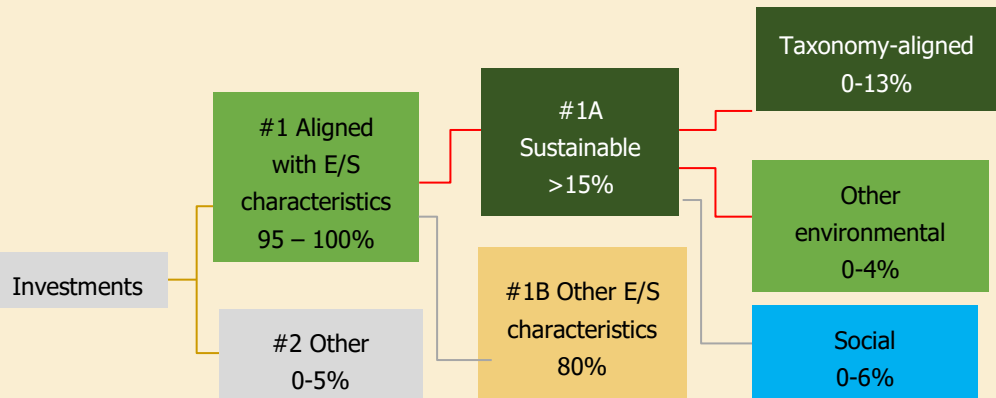 Investments
#1 Aligned
with E/S
characteristics
95 – 100%
#2 Other
0-5%
#1A
Sustainable
>15%
#1B Other E/S
characteristics
80%
Taxonomy-aligned
0-13%
Other
environmental
0-4%
Social
0-6%